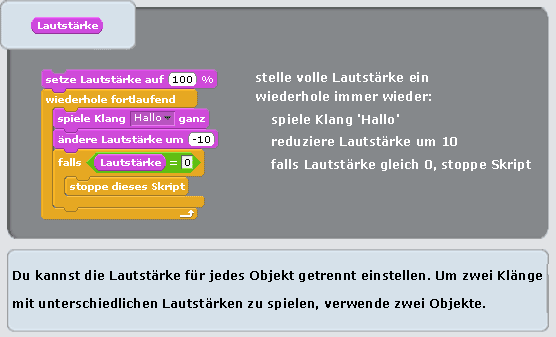 Lautstärke
setze Lautstärke auf 100 %
wiederhole fortlaufend
spiele Klang Hallo ganz
ändere Lautstärke um -10
falls Lautstärke = 0
stoppe dieses Skript
stelle volle Lautstärke ein
wiederhole immer wieder:
spiele Klang 'Hallo'
reduziere Lautstärke um 10
falls Lautstärke gleich 0, stoppe Skript
Du kannst die Lautstärke für jedes Objekt getrennt einstellen. Um zwei Klänge
mit unterschiedlichen Lautstärken zu spielen, verwende zwei Objekte.